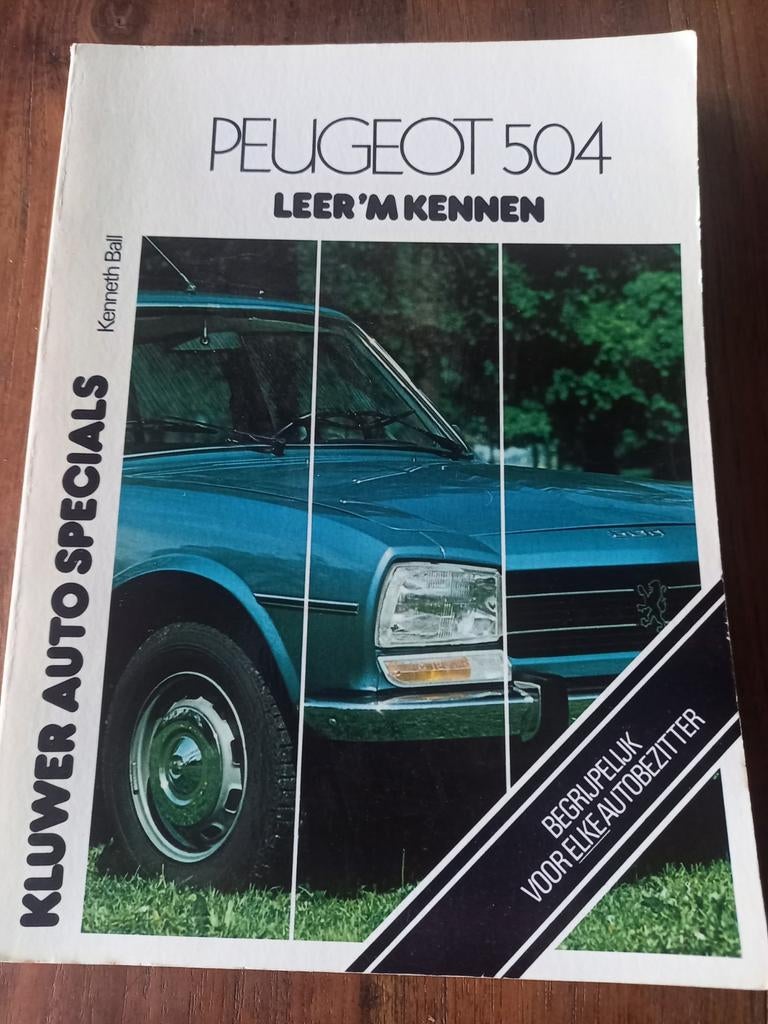 PEUGEOT 504
LEER 'M KENNEN
Kenneth Ball
KLUWER AUTO SPECIALS
BEGRIJPELIJK
VOOR ELKE AUTOBEZITTER